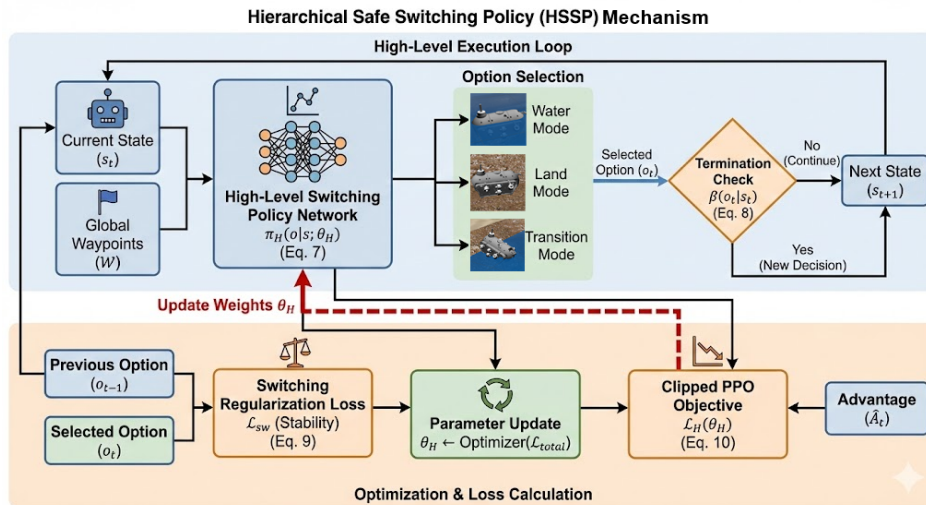 Hierarchical Safe Switching Policy (HSSP) Mechanism
High-Level Execution Loop
Current State
(s_t)
Global
Waypoints
(W)
High-Level Switching
Policy Network
π_H(o|s; θ_H)
(Eq. 7)
Option Selection
Water
Mode
Land
Mode
Transition
Mode
Selected
Option (o_t)
Termination
Check
β(o_t|s_t)
(Eq. 8)
No
(Continue)
Yes
(New Decision)
Next State
(s_{t+1})
Update Weights θ_H
Previous Option
(o_{t-1})
Selected Option
(o_t)
Switching
Regularization Loss
ℒ_{sw} (Stability)
(Eq. 9)
Parameter Update
θ_H ← Optimizer(ℒ_{total})
Clipped PPO
Objective
ℒ_H(θ_H)
(Eq. 10)
Advantage
(Â_t)
Optimization & Loss Calculation